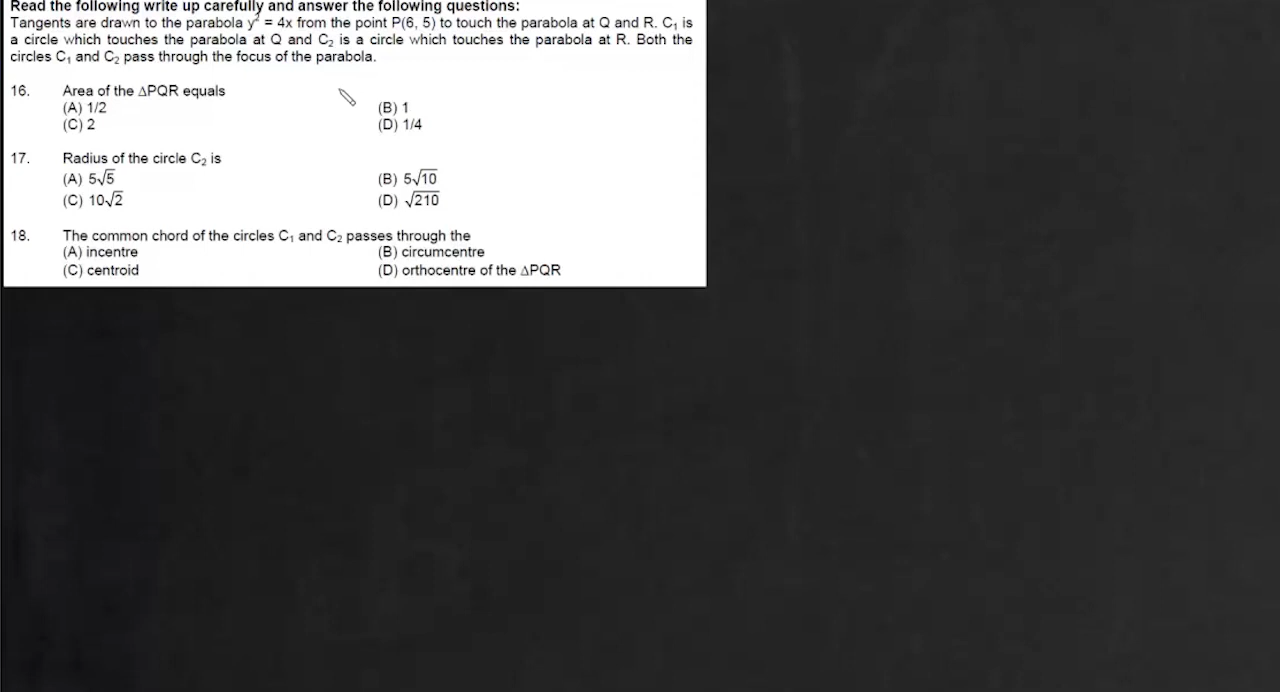 Read the following write up carefully and answer the following questions:
Tangents are drawn to the parabola y² = 4x from the point P(6, 5) to touch the parabola at Q and R. C₁ is
a circle which touches the parabola at Q and C₂ is a circle which touches the parabola at R. Both the
circles C₁ and C₂ pass through the focus of the parabola.
16. Area of the ΔPQR equals
(A) 1/2 (B) 1
(C) 2 (D) 1/4
17. Radius of the circle C₂ is
(A) 5√5 (B) 5√10
(C) 10√2 (D) √210
18. The common chord of the circles C₁ and C₂ passes through the
(A) incentre (B) circumcentre
(C) centroid (D) orthocentre of the ΔPQR